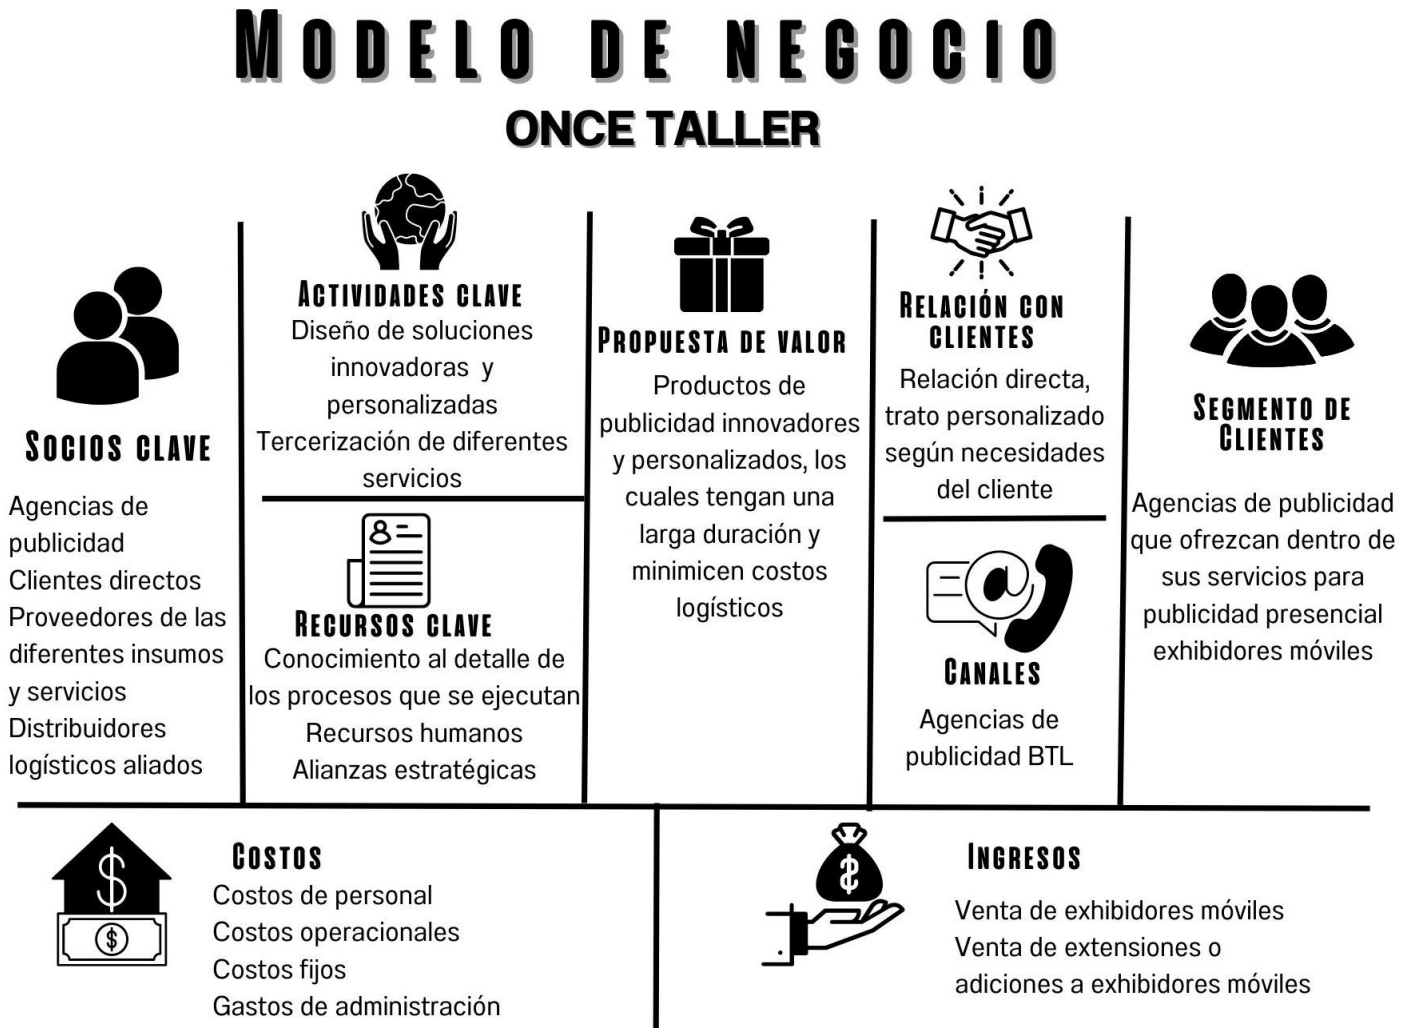 MODELO DE NEGOCIO
ONCE TALLER
SOCIOS CLAVE
Agencias de
publicidad
Clientes directos
Proveedores de las
diferentes insumos
y servicios
Distribuidores
logísticos aliados
ACTIVIDADES CLAVE
Diseño de soluciones
innovadoras y
personalizadas
Tercerización de diferentes
servicios
RECURSOS CLAVE
Conocimiento al detalle de
los procesos que se ejecutan
Recursos humanos
Alianzas estratégicas
PROPUESTA DE VALOR
Productos de
publicidad innovadores
y personalizados, los
cuales tengan una
larga duración y
minimicen costos
logísticos
RELACIÓN CON
CLIENTES
Relación directa,
trato personalizado
según necesidades
del cliente
@
CANALES
Agencias de
publicidad BTL
SEGMENTO DE
CLIENTES
Agencias de publicidad
que ofrezcan dentro de
sus servicios para
publicidad presencial
exhibidores móviles
$
$
COSTOS
Costos de personal
Costos operacionales
Costos fijos
Gastos de administración
$
INGRESOS
Venta de exhibidores móviles
Venta de extensiones o
adiciones a exhibidores móviles